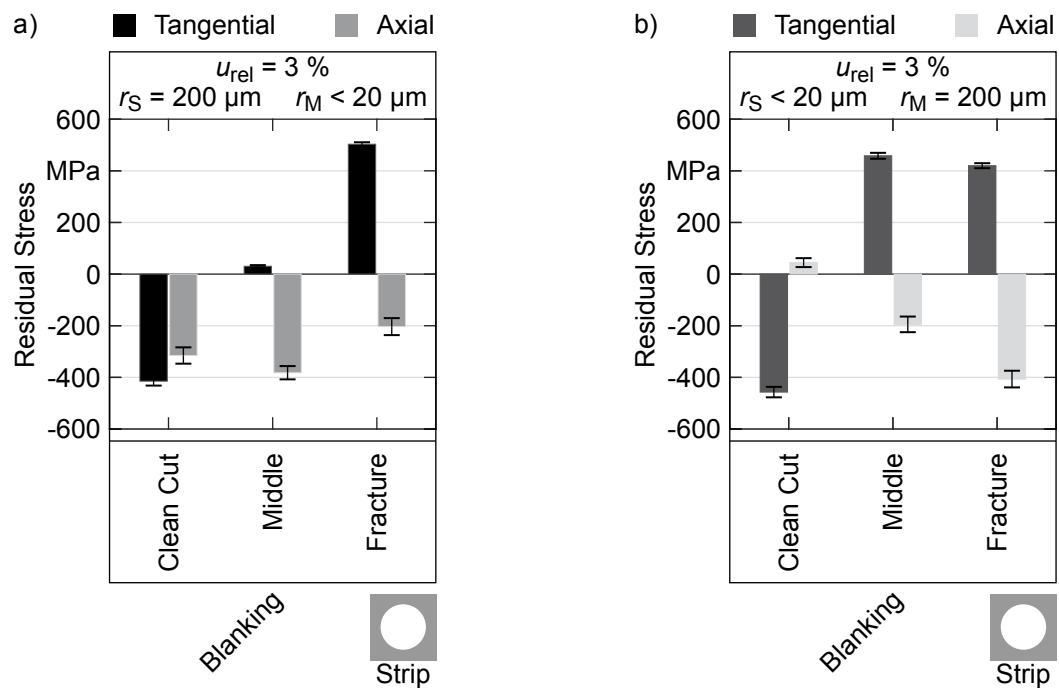 a) Tangential Axial
u_rel = 3 %
r_S = 200 µm r_M < 20 µm
600
MPa
200
0
-200
-400
-600
Residual Stress
Clean Cut
Middle
Fracture
Blanking
Strip
b) Tangential Axial
u_rel = 3 %
r_S < 20 µm r_M = 200 µm
600
MPa
200
0
-200
-400
-600
Residual Stress
Clean Cut
Middle
Fracture
Blanking
Strip